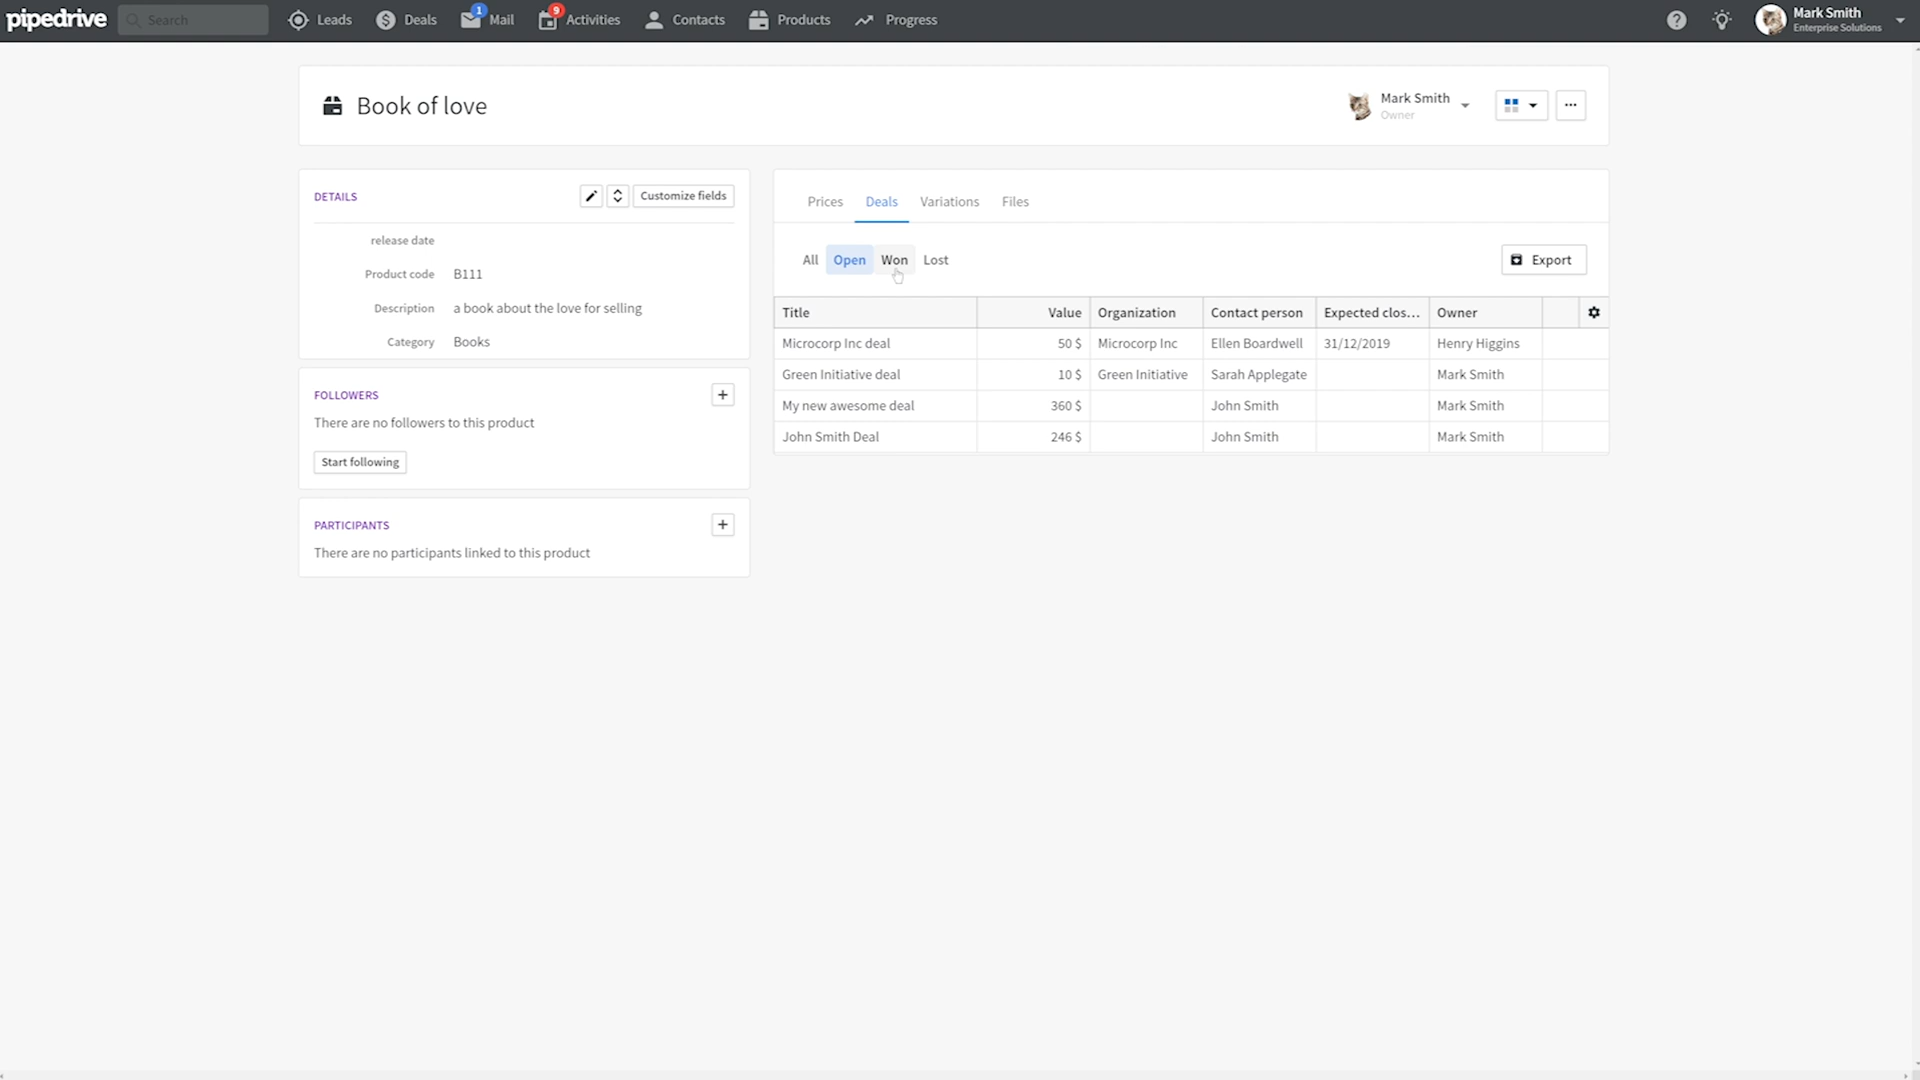 pipedrive Search Leads Deals 1 Mail 9 Activities Contacts Products Progress ? Mark Smith
Enterprise Solutions
Book of love
Mark Smith
Owner
DETAILS Customize fields
release date
Product code B111
Description a book about the love for selling
Category Books
FOLLOWERS
There are no followers to this product
Start following
PARTICIPANTS
There are no participants linked to this product
Prices Deals Variations Files
All Open Won Lost Export
Title Value Organization Contact person Expected clos... Owner
Microcorp Inc deal 50 $ Microcorp Inc Ellen Boardwell 31/12/2019 Henry Higgins
Green Initiative deal 10 $ Green Initiative Sarah Applegate Mark Smith
My new awesome deal 360 $ John Smith Mark Smith
John Smith Deal 246 $ John Smith Mark Smith